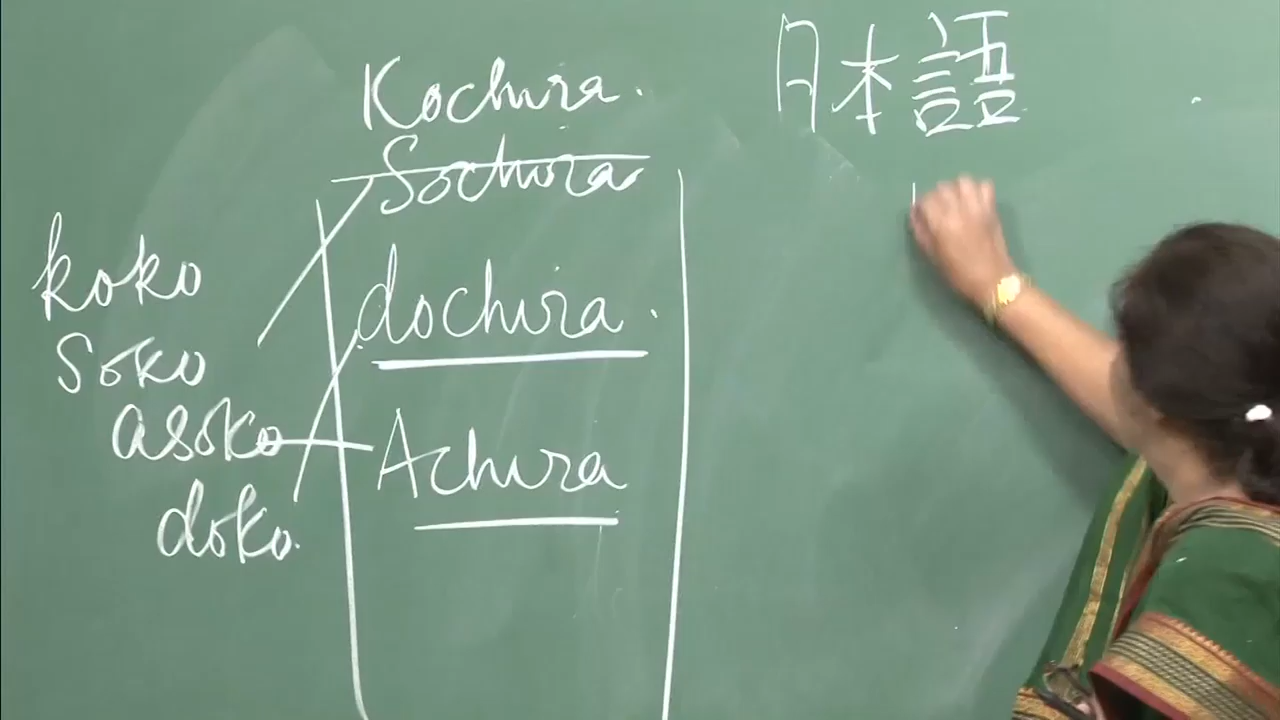 Kochira.
Sochira
dochira.
Achira
koko
soko
asoko
doko.
日本語